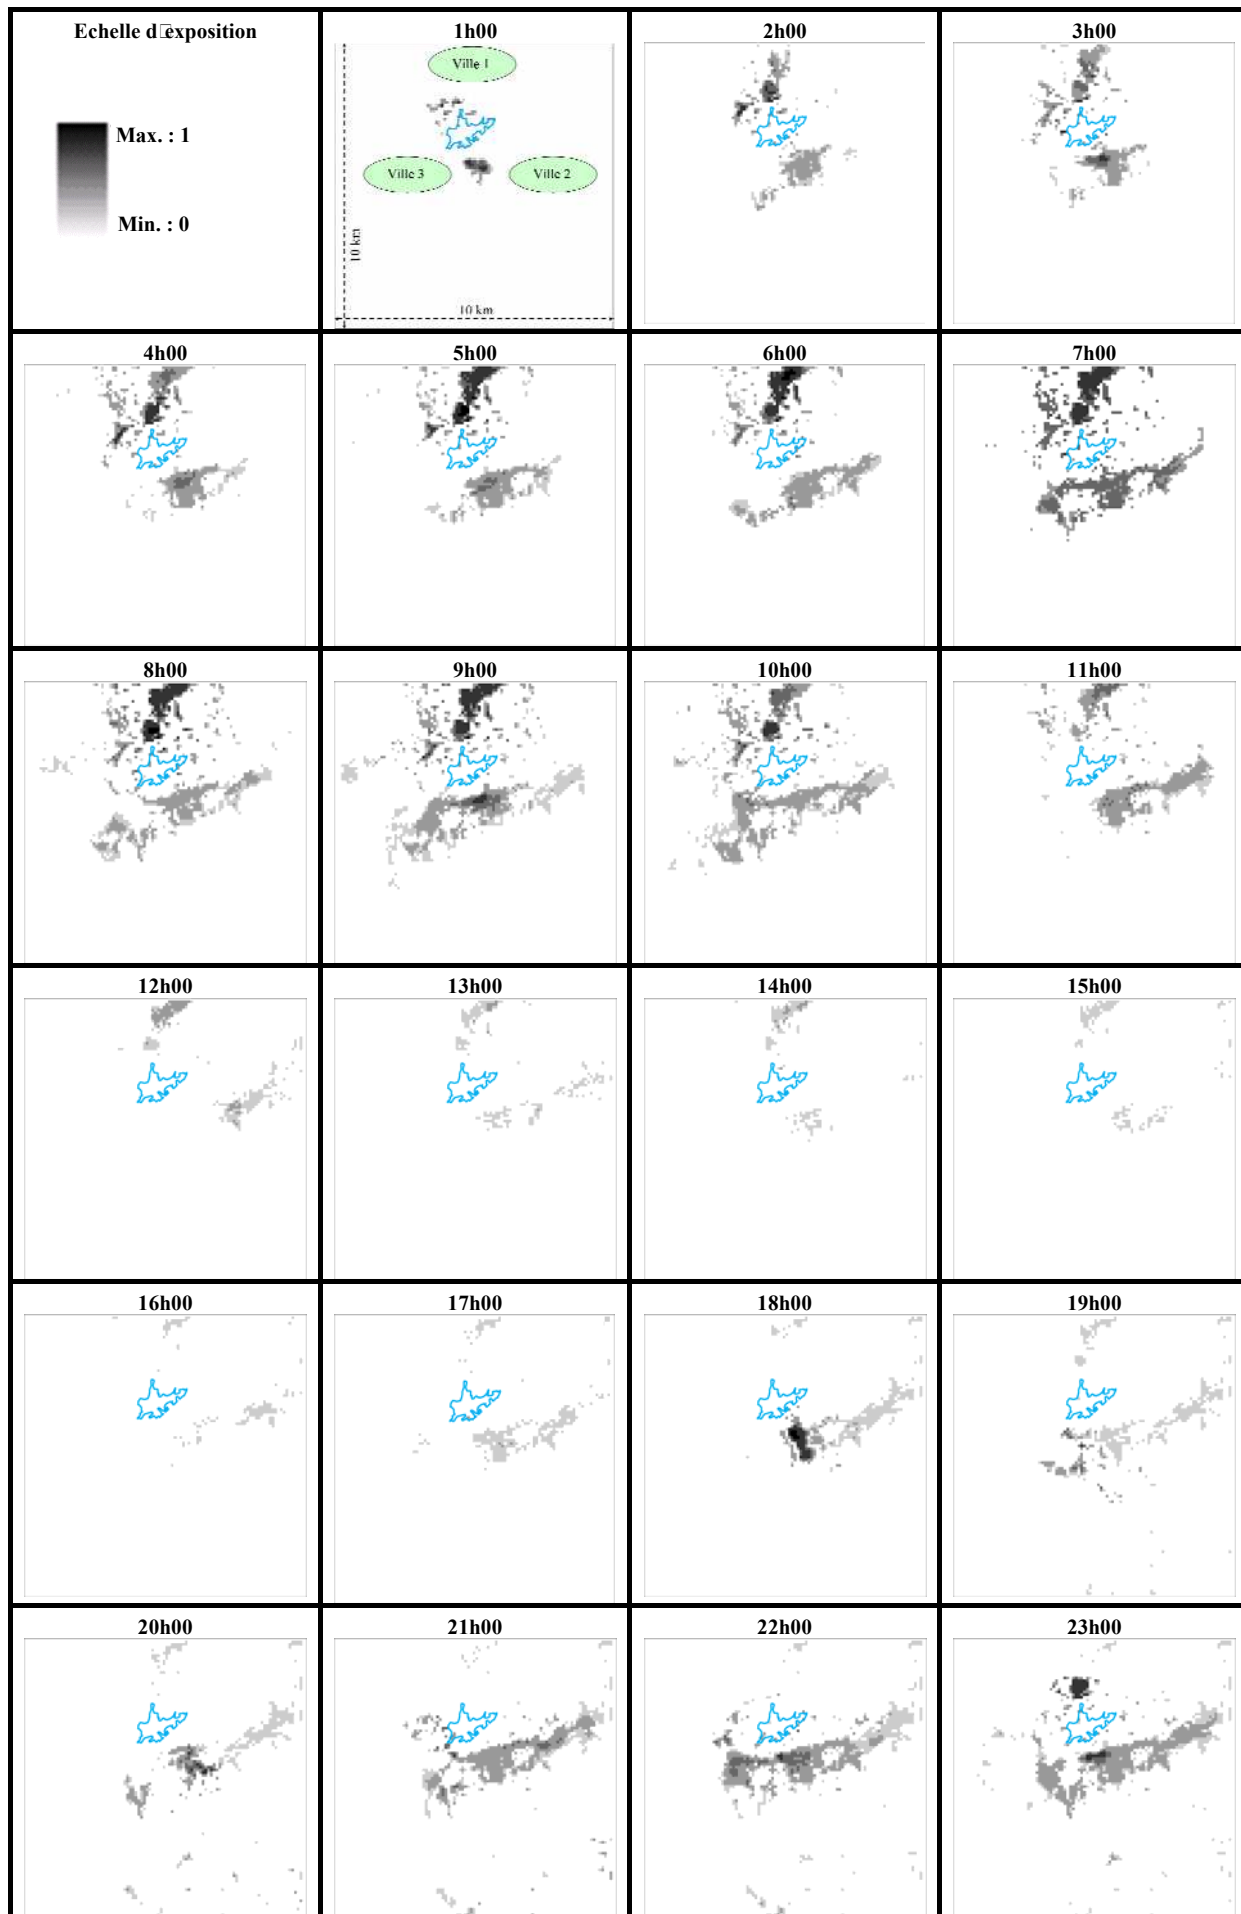 Echelle d□exposition
Max. : 1
Min. : 0
1h00
Ville 1
Ville 3
Ville 2
10 km
10 km
2h00
3h00
4h00
5h00
6h00
7h00
8h00
9h00
10h00
11h00
12h00
13h00
14h00
15h00
16h00
17h00
18h00
19h00
20h00
21h00
22h00
23h00